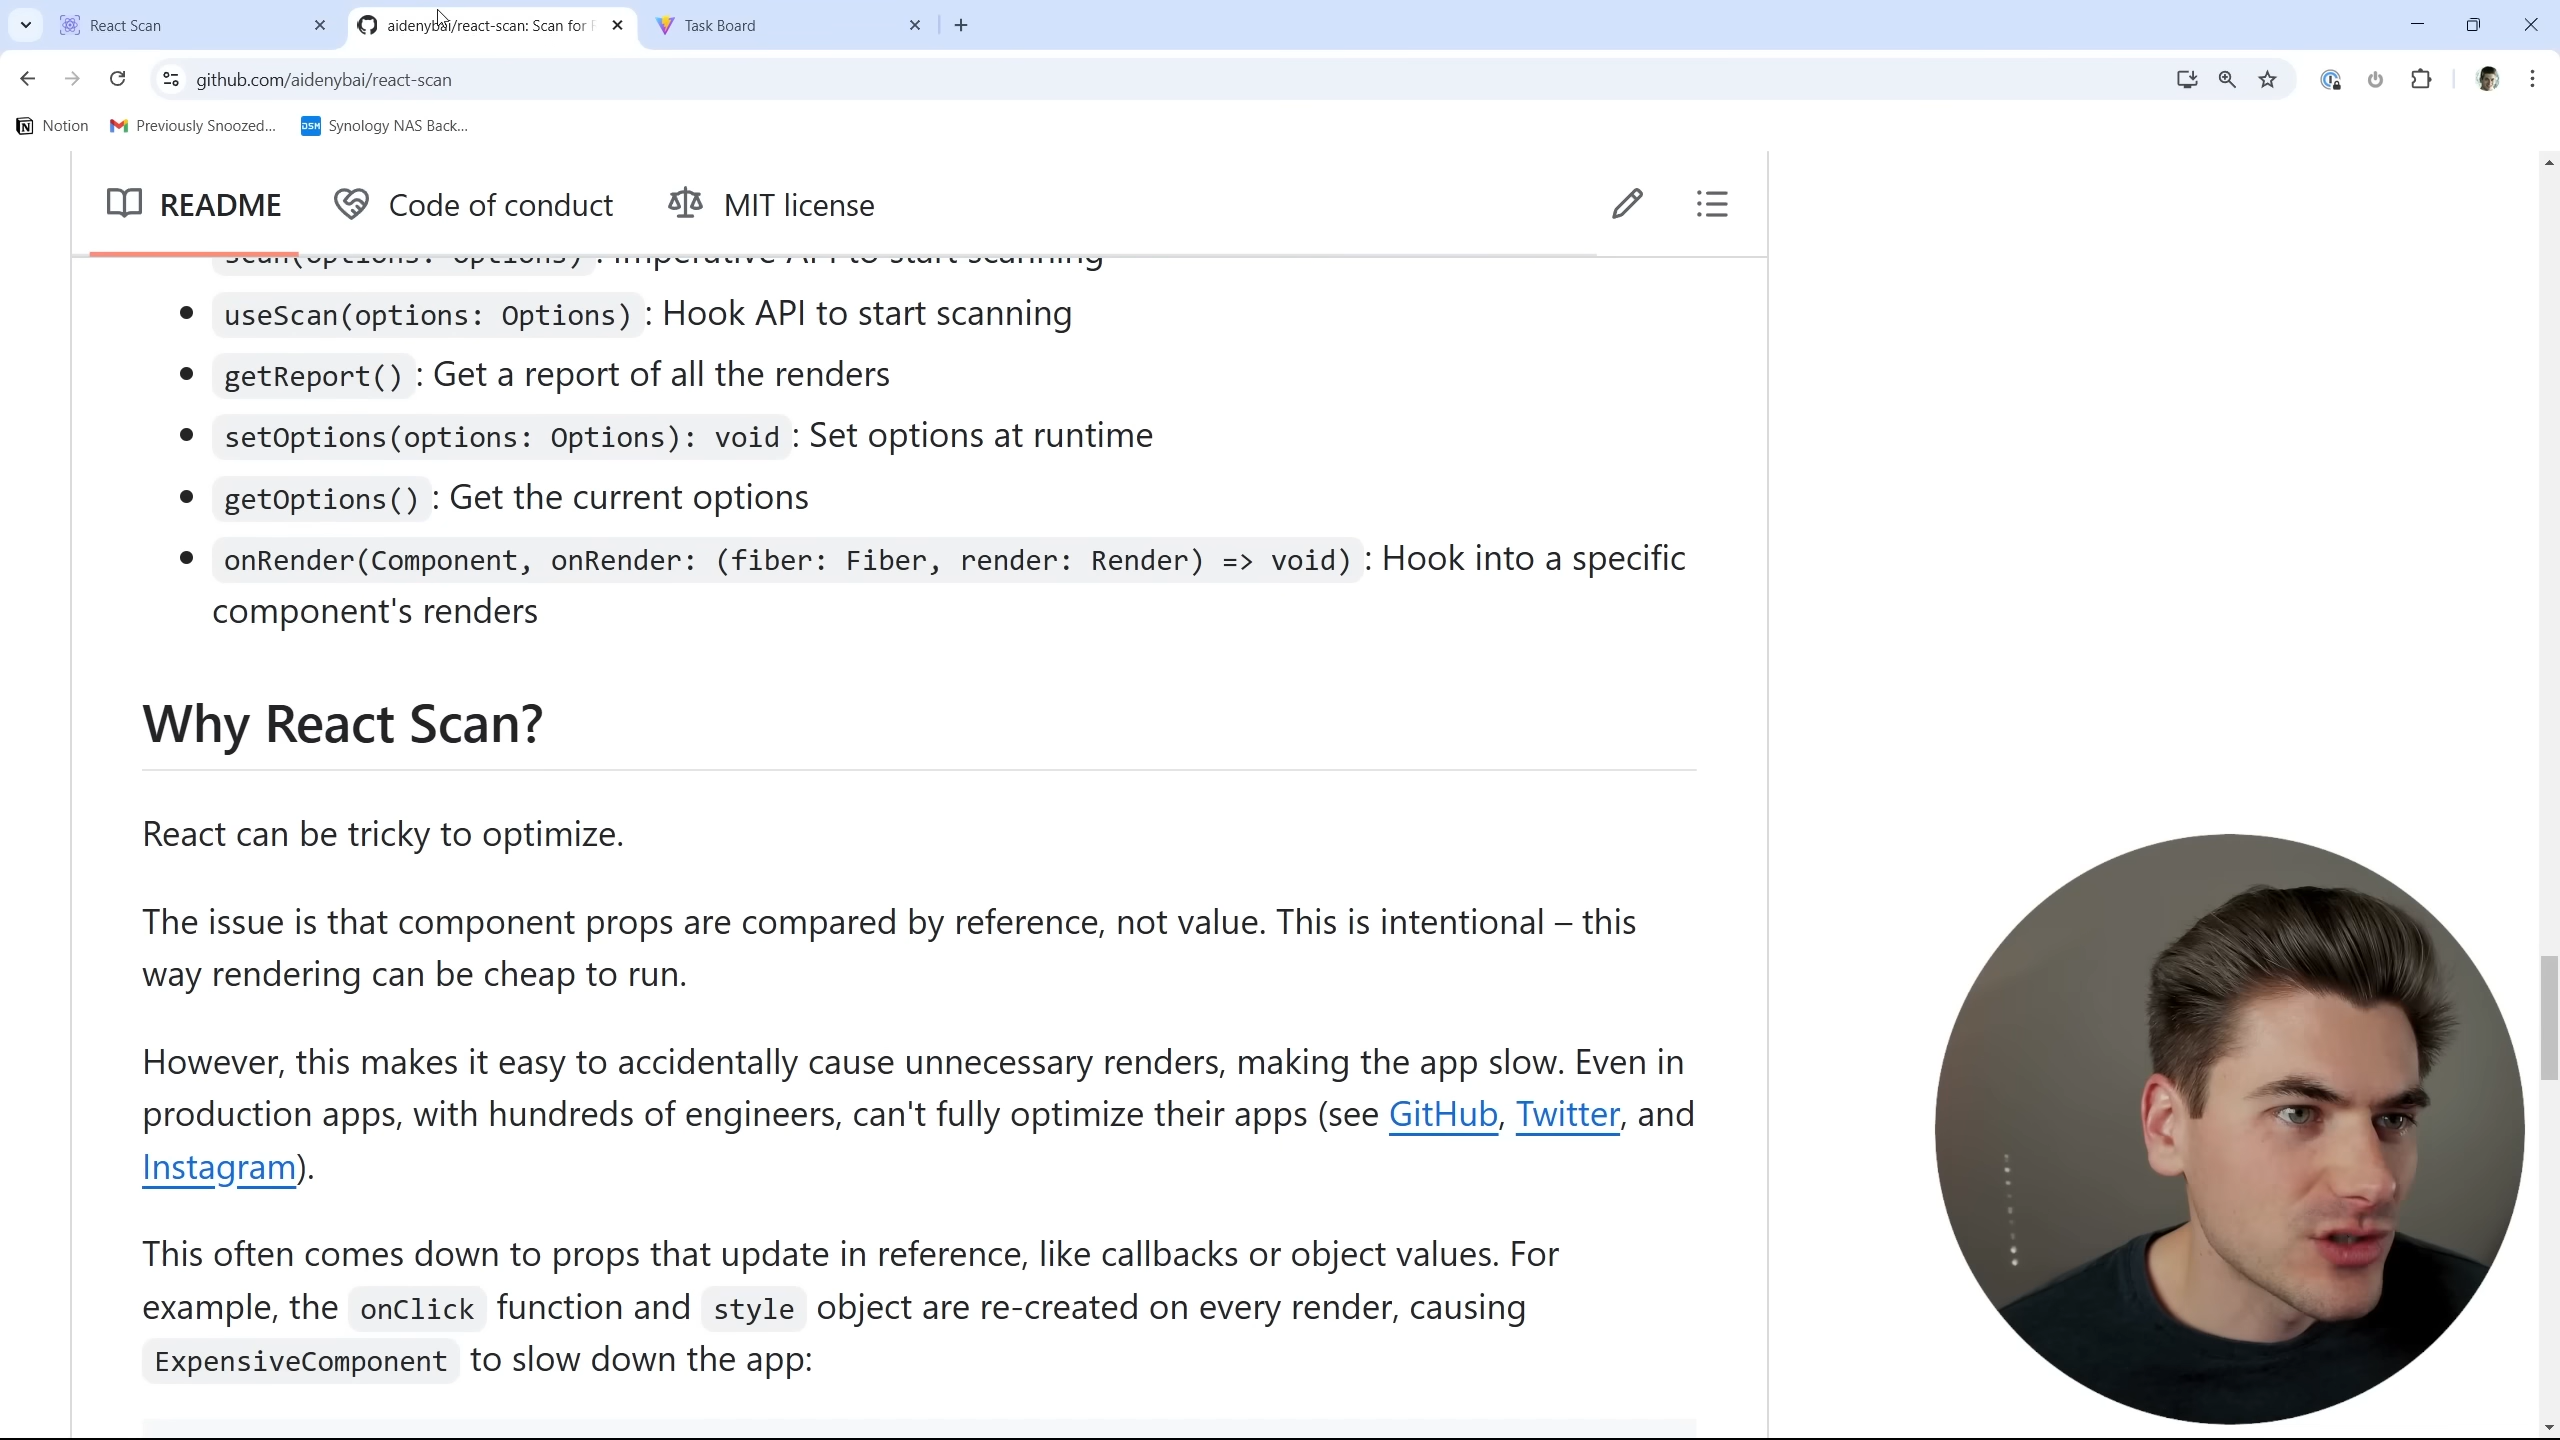 React Scan
aidenybai/react-scan: Scan for
Task Board
github.com/aidenybai/react-scan
Notion
Previously Snoozed...
DSM
Synology NAS Back...
README
Code of conduct
MIT license
scan(options: Options): Imperative API to start scanning
useScan(options: Options): Hook API to start scanning
getReport(): Get a report of all the renders
setOptions(options: Options): void: Set options at runtime
getOptions(): Get the current options
onRender(Component, onRender: (fiber: Fiber, render: Render) => void): Hook into a specific
component's renders
Why React Scan?
React can be tricky to optimize.
The issue is that component props are compared by reference, not value. This is intentional – this
way rendering can be cheap to run.
However, this makes it easy to accidentally cause unnecessary renders, making the app slow. Even in
production apps, with hundreds of engineers, can't fully optimize their apps (see GitHub, Twitter, and
Instagram).
This often comes down to props that update in reference, like callbacks or object values. For
example, the onClick function and style object are re-created on every render, causing
ExpensiveComponent to slow down the app: